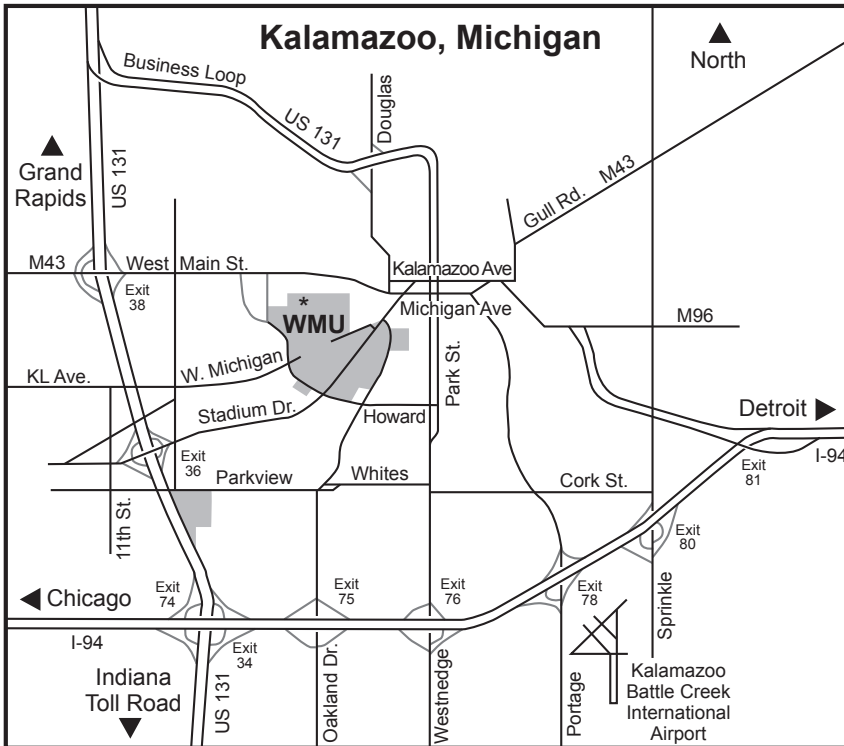 Kalamazoo, Michigan
North
Business Loop
US 131
Douglas
Gull Rd. M43
Grand
Rapids
US 131
M43
West Main St.
Kalamazoo Ave
Exit
38
*
WMU
Michigan Ave
M96
W. Michigan
KL Ave.
Park St.
Stadium Dr.
Howard
Detroit
I-94
Exit
36
Exit
81
Parkview
Whites
Cork St.
11th St.
Exit
80
Chicago
Exit
74
Exit
75
Exit
76
Exit
78
Sprinkle
I-94
Exit
34
Indiana
Toll Road
US 131
Oakland Dr.
Westnedge
Portage
Kalamazoo
Battle Creek
International
Airport